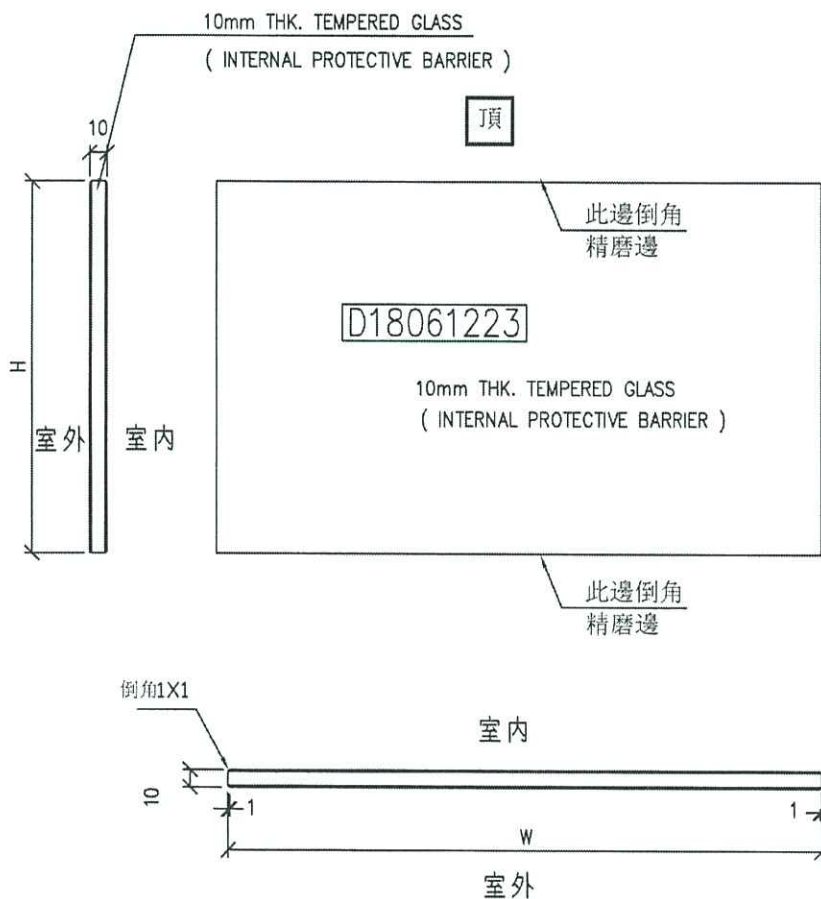 10mm THK. TEMPERED GLASS
( INTERNAL PROTECTIVE BARRIER )
頂
10
此邊倒角
精磨邊
D18061223
10mm THK. TEMPERED GLASS
( INTERNAL PROTECTIVE BARRIER )
H
室外
室内
此邊倒角
精磨邊
倒角1X1
室内
10
1
1
W
室外